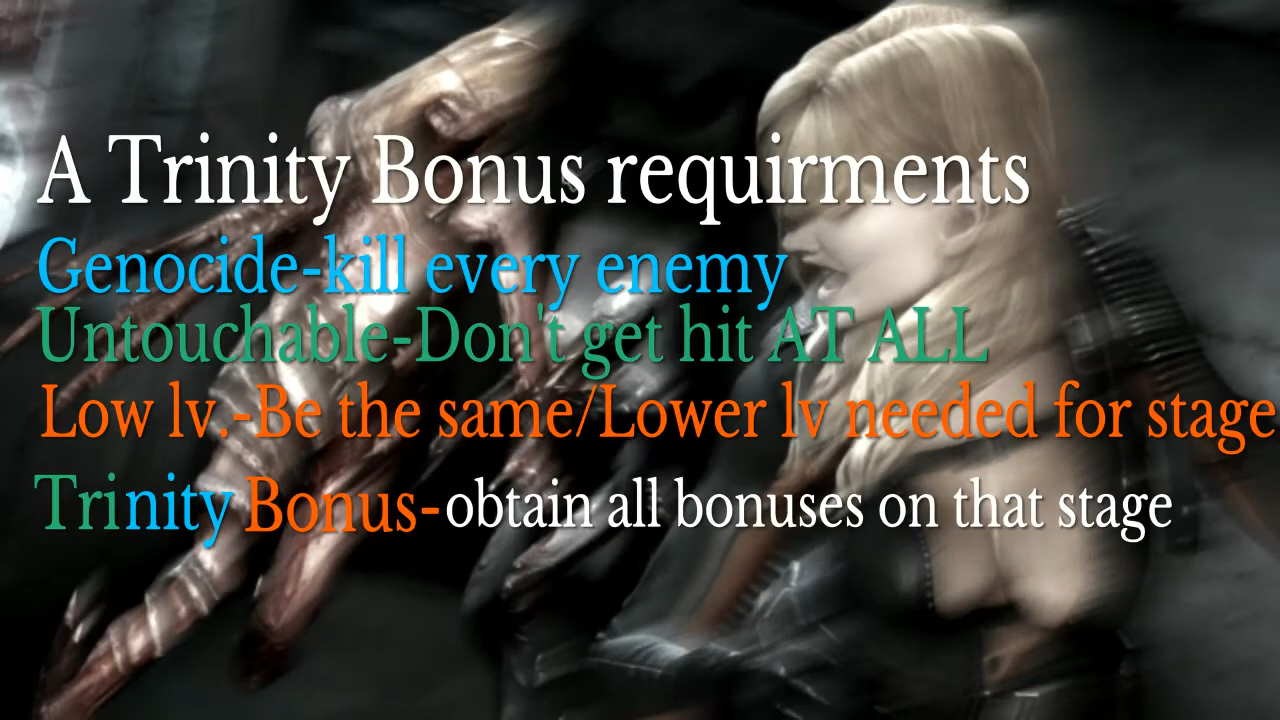 A Trinity Bonus requirments
Genocide-kill every enemy
Untouchable-Don't get hit AT ALL
Low lv.-Be the same/Lower lv needed for stage
Trinity Bonus-obtain all bonuses on that stage